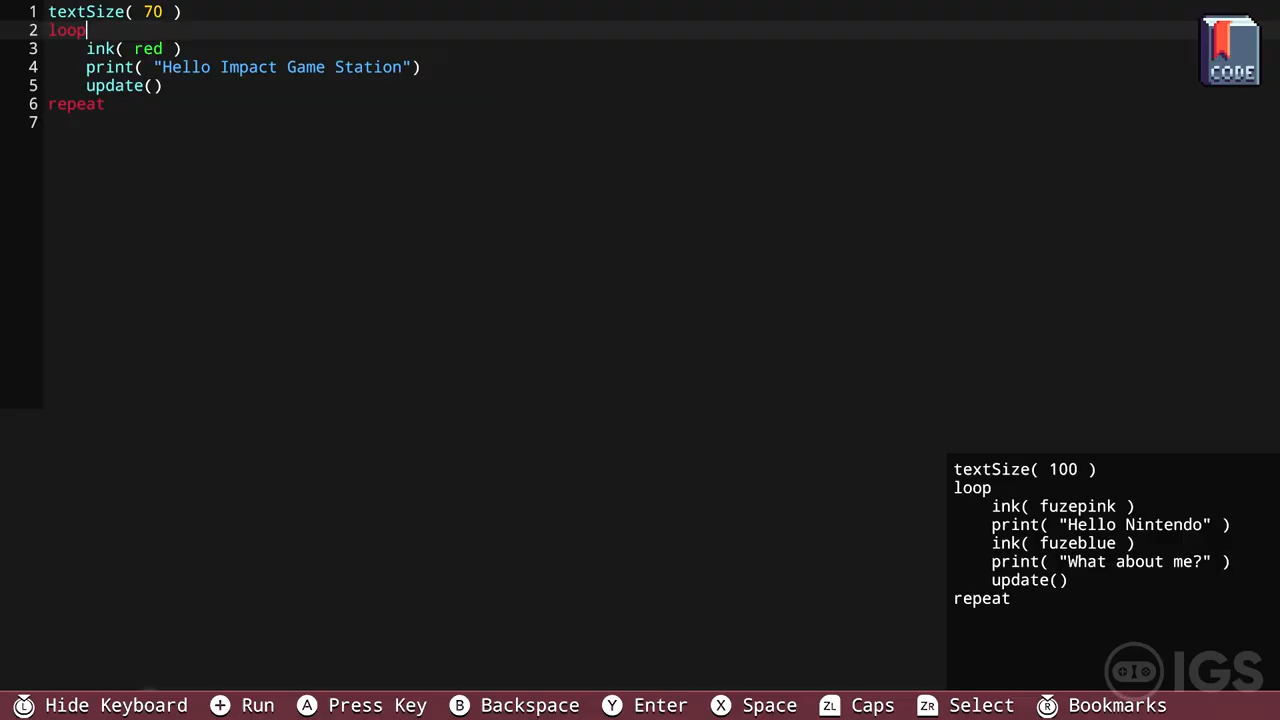 1 textSize( 70 )
2 loop
3 ink( red )
4 print( "Hello Impact Game Station")
5 update()
6 repeat
7
CODE
textSize( 100 )
loop
ink( fuzepink )
print( "Hello Nintendo" )
ink( fuzeblue )
print( "What about me?" )
update()
repeat
IGS
L Hide Keyboard + Run A Press Key B Backspace Y Enter X Space ZL Caps ZR Select R Bookmarks